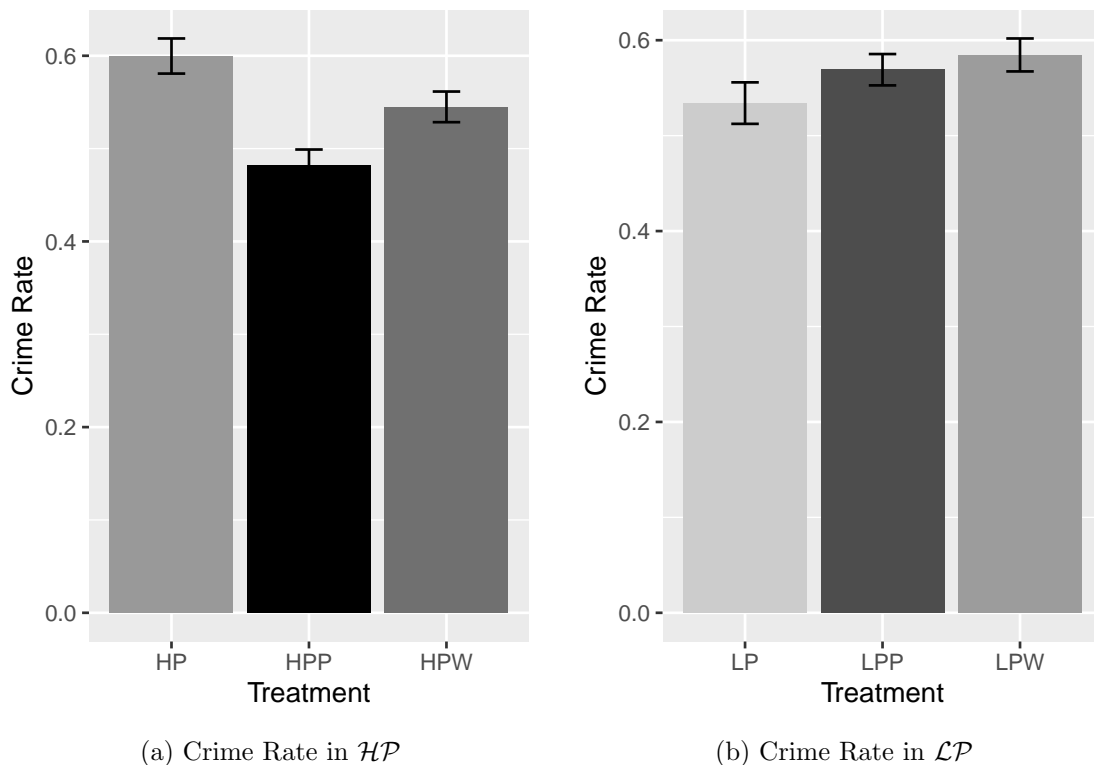 Crime Rate
0.6
0.4
0.2
0.0
HP HPP HPW
Treatment
(a) Crime Rate in 𝓗𝓟
Crime Rate
0.6
0.4
0.2
0.0
LP LPP LPW
Treatment
(b) Crime Rate in 𝓛𝓟